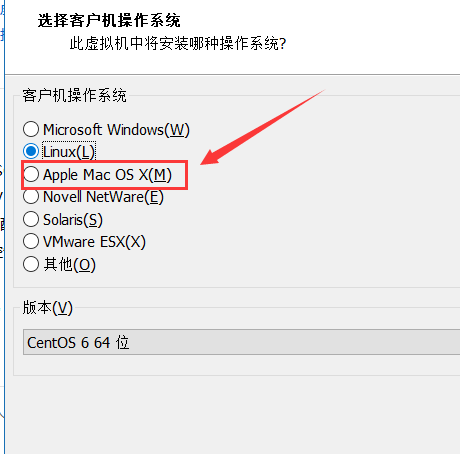 选择客户机操作系统
此虚拟机中将安装哪种操作系统?
客户机操作系统
Microsoft Windows(W)
Linux(L)
Apple Mac OS X(M)
Novell NetWare(E)
Solaris(S)
VMware ESX(X)
其他(O)
版本(V)
CentOS 6 64 位